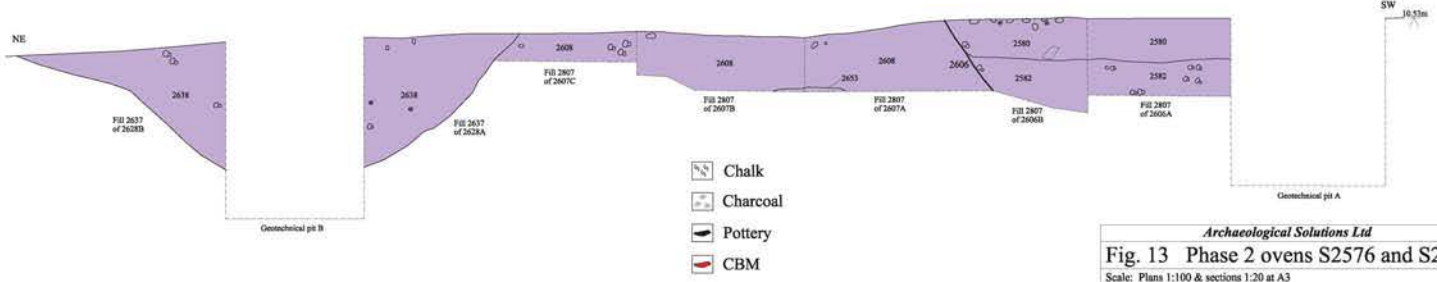 NE
SW
10.53m
2638
Fill 2637
of 2628B
Geotechnical pit B
2638
Fill 2637
of 2628A
2608
Fill 2807
of 2607C
2608
Fill 2807
of 2607B
2653
2608
Fill 2807
of 2607A
2606
2580
2582
Fill 2807
of 2606B
2580
2582
Fill 2807
of 2606A
Geotechnical pit A
Chalk
Charcoal
Pottery
CBM
Archaeological Solutions Ltd
Fig. 13 Phase 2 ovens S2576 and S2
Scale: Plans 1:100 & sections 1:20 at A3